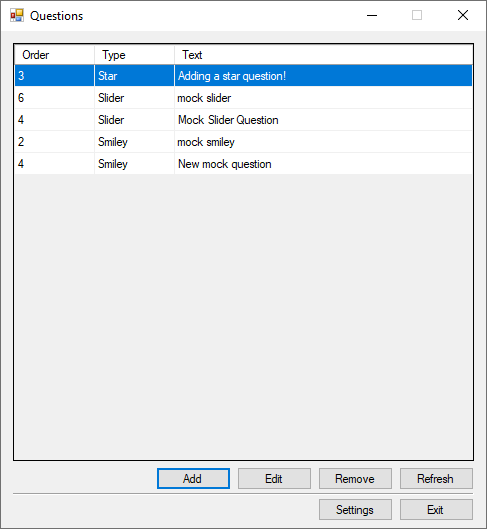 Questions
Order Type Text
3 Star Adding a star question!
6 Slider mock slider
4 Slider Mock Slider Question
2 Smiley mock smiley
4 Smiley New mock question
Add Edit Remove Refresh
Settings Exit